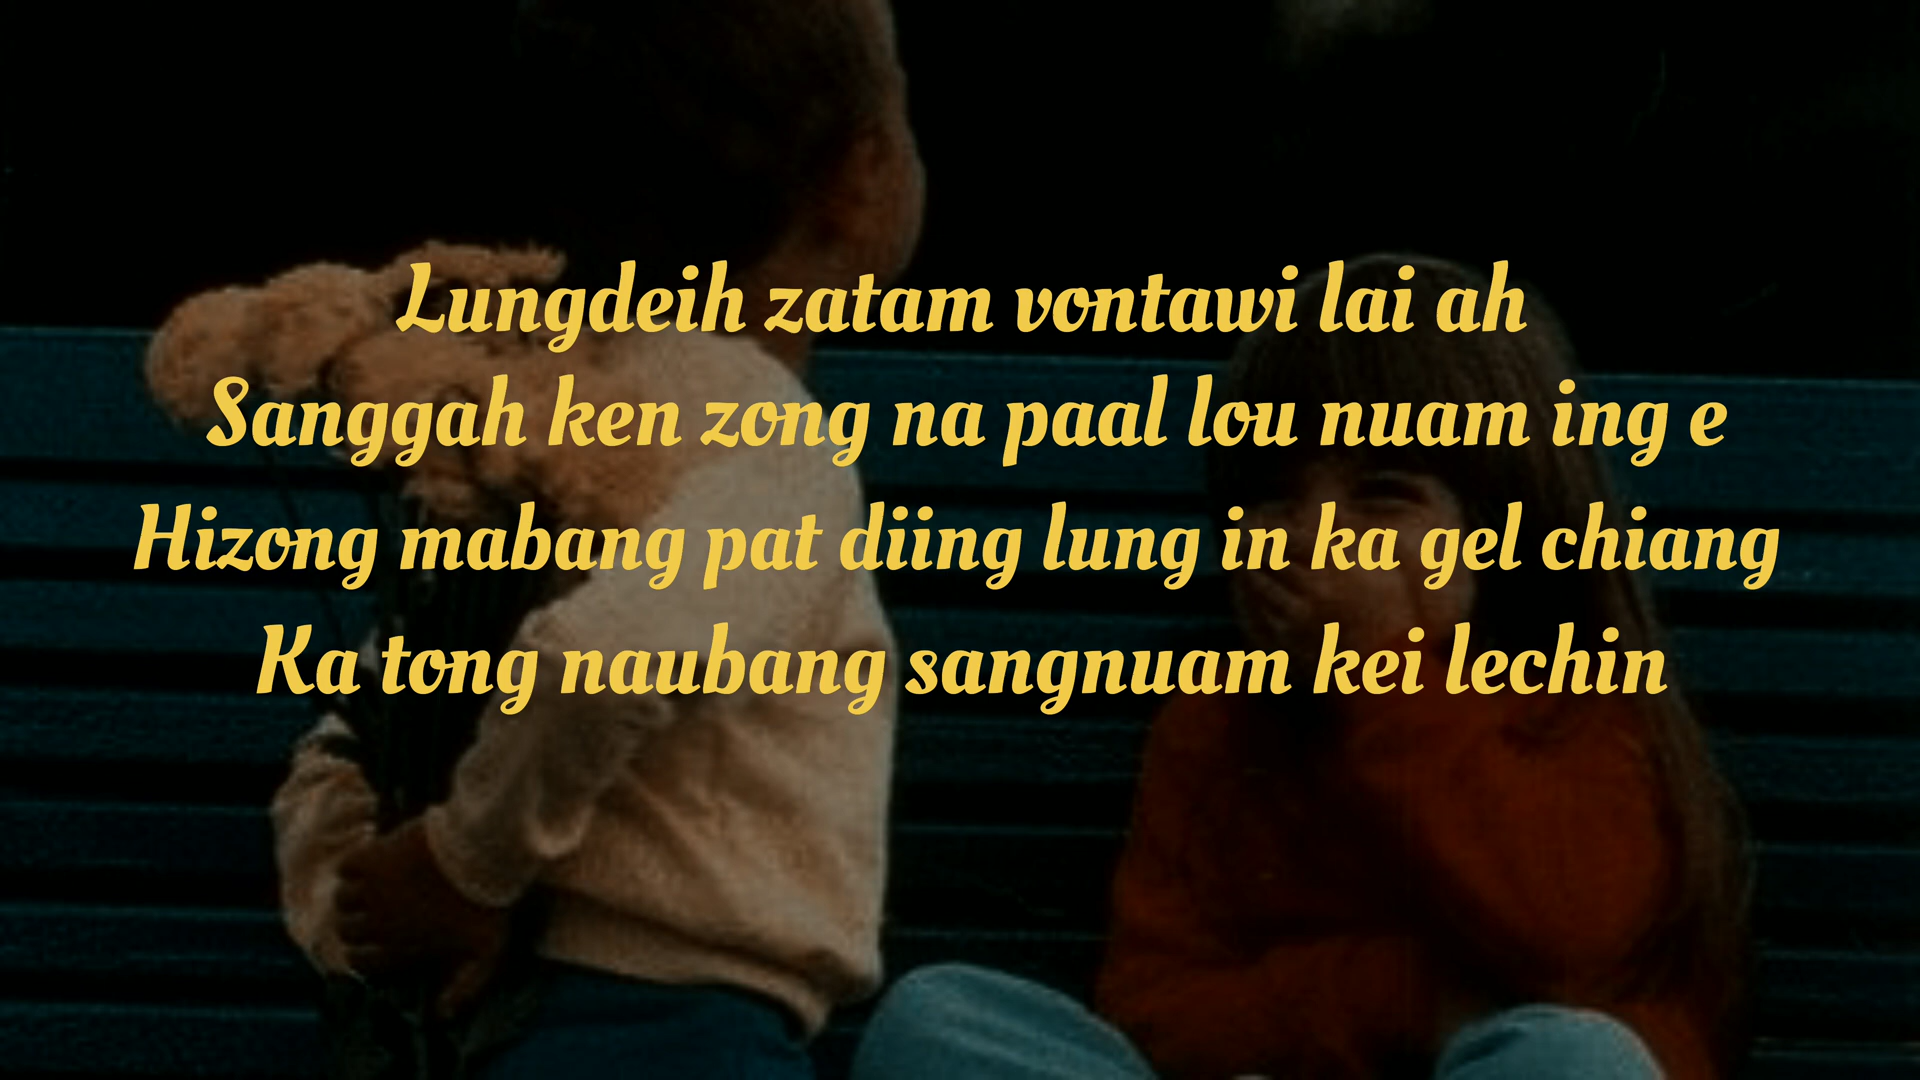 Lungdeih zatam vontawi lai ah
Sanggah ken zong na paal lou nuam ing e
Hizong mabang pat diing lung in ka gel chiang
Ka tong naubang sangnuam kei lechin